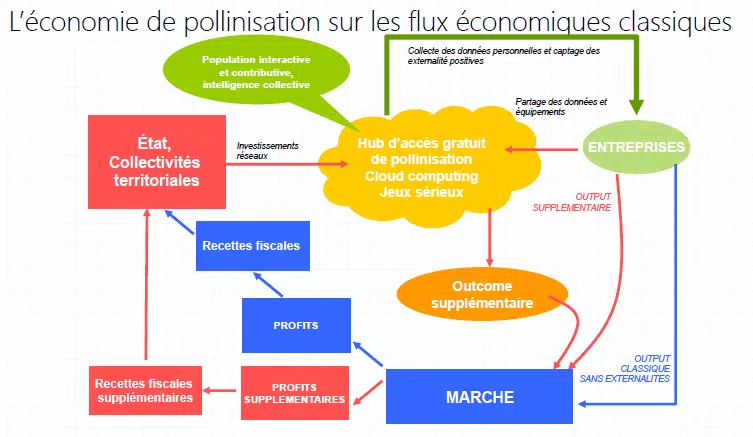 L'économie de pollinisation sur les flux économiques classiques
Collecte des données personnelles et captage des
externalité positives
Population interactive
et contributive,
intelligence collective
Partage des données et
équipements
État,
Collectivités
territoriales
Investissements
réseaux
Hub d'accès gratuit
de pollinisation
Cloud computing
Jeux sérieux
ENTREPRISES
OUTPUT
SUPPLEMENTAIRE
Recettes fiscales
Outcome
supplémentaire
PROFITS
OUTPUT
CLASSIQUE
SANS EXTERNALITES
Recettes fiscales
supplémentaires
PROFITS
SUPPLEMENTAIRES
MARCHE